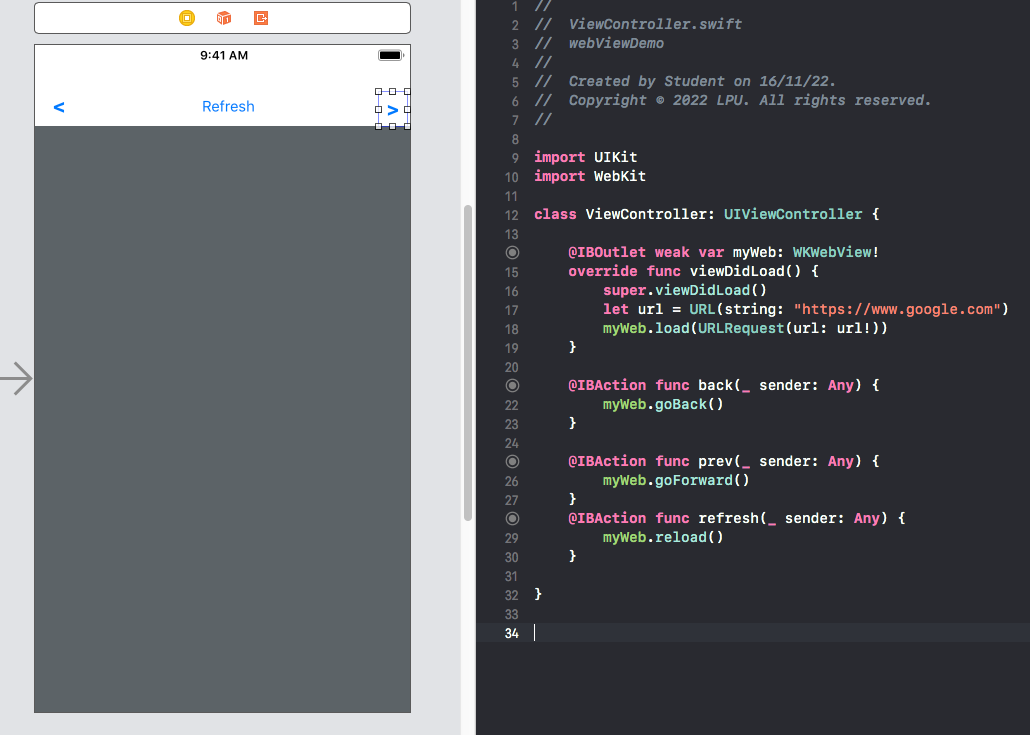 9:41 AM
< Refresh >
1 //
2 //  ViewController.swift
3 //  webViewDemo
4 //
5 //  Created by Student on 16/11/22.
6 //  Copyright © 2022 LPU. All rights reserved.
7 //
8
9 import UIKit
10 import WebKit
11
12 class ViewController: UIViewController {
13
    @IBOutlet weak var myWeb: WKWebView!
15     override func viewDidLoad() {
16         super.viewDidLoad()
17         let url = URL(string: "https://www.google.com")
18         myWeb.load(URLRequest(url: url!))
19     }
20
    @IBAction func back(_ sender: Any) {
22         myWeb.goBack()
23     }
24
    @IBAction func prev(_ sender: Any) {
26         myWeb.goForward()
27     }
    @IBAction func refresh(_ sender: Any) {
29         myWeb.reload()
30     }
31
32 }
33
34